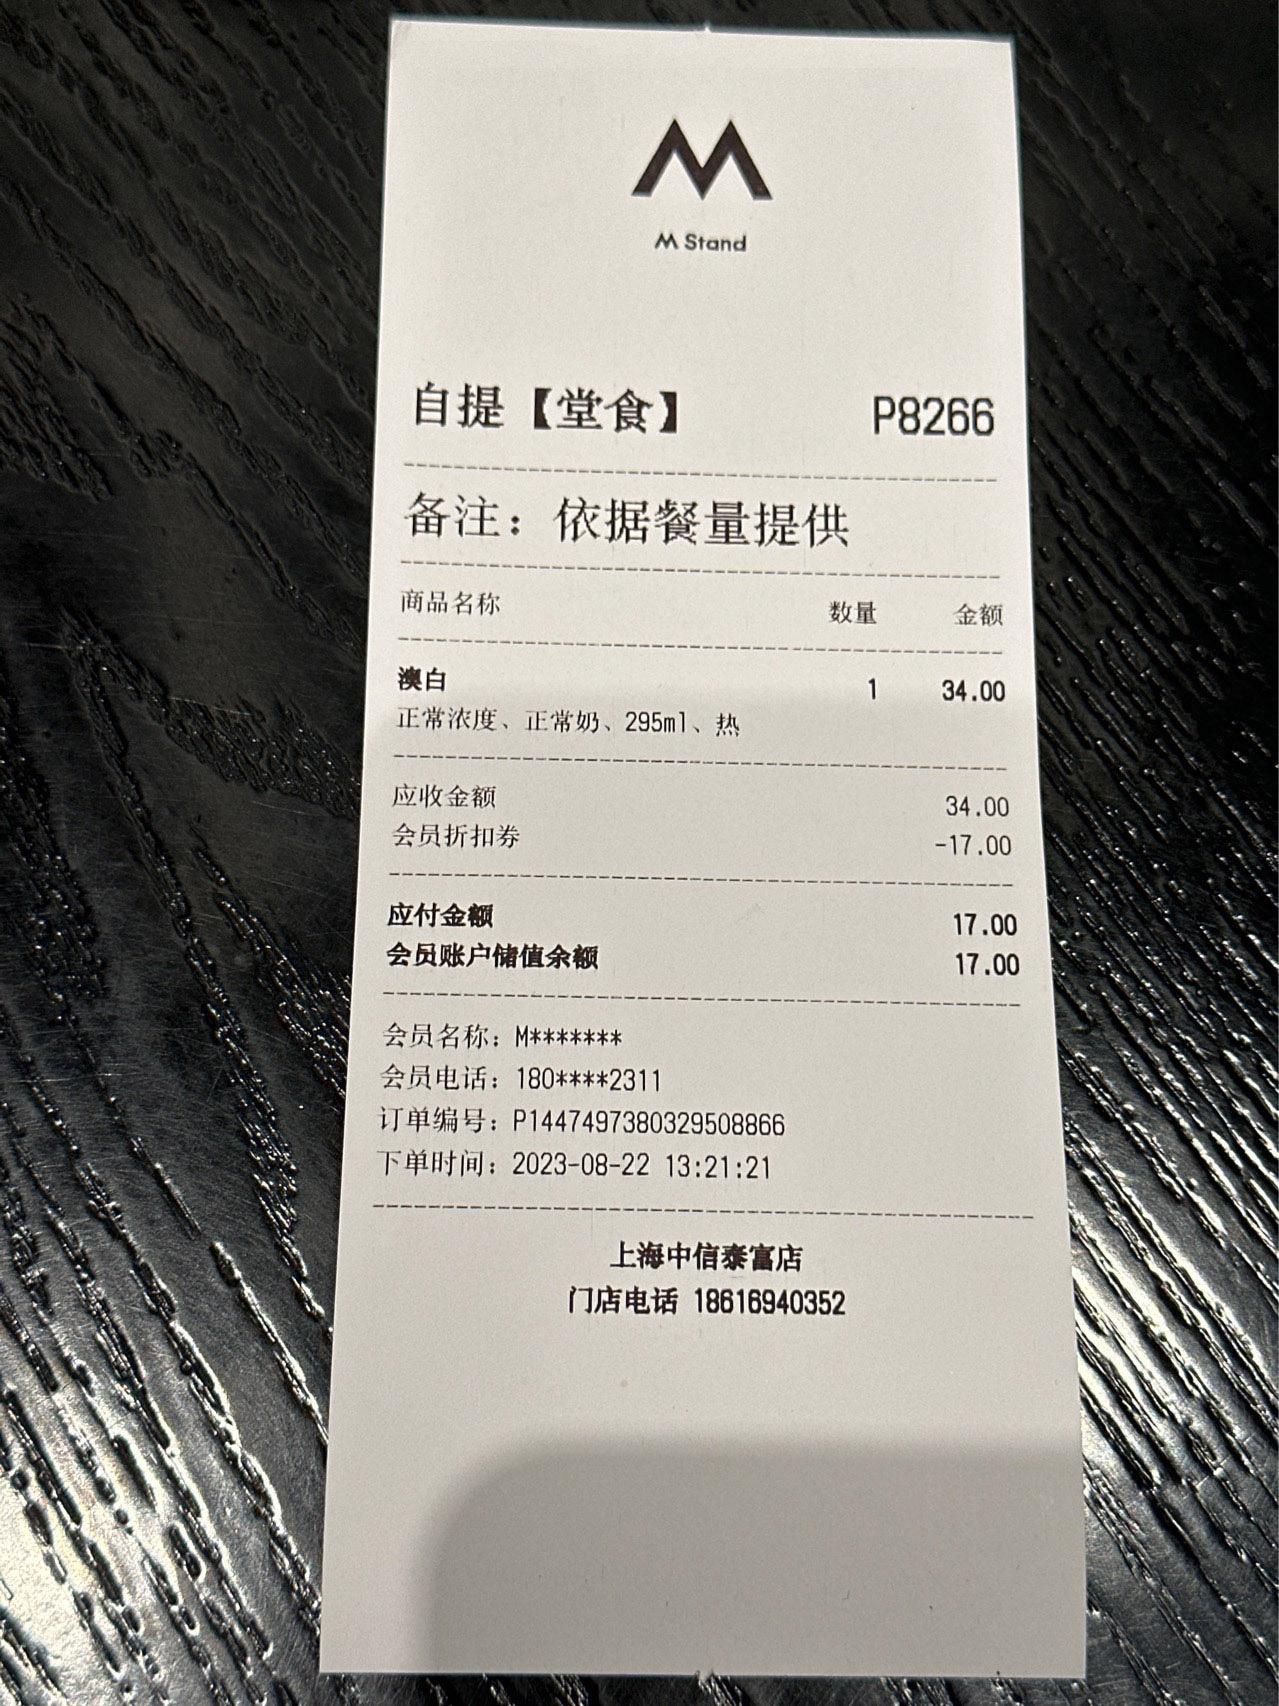 M Stand
自提【堂食】 P8266
备注：依据餐量提供
商品名称 数量 金额
澳白 1 34.00
正常浓度、正常奶、295ml、热
应收金额 34.00
会员折扣券 -17.00
应付金额 17.00
会员账户储值余额 17.00
会员名称：M*******
会员电话：180****2311
订单编号：P1447497380329508866
下单时间：2023-08-22 13:21:21
上海中信泰富店
门店电话 18616940352